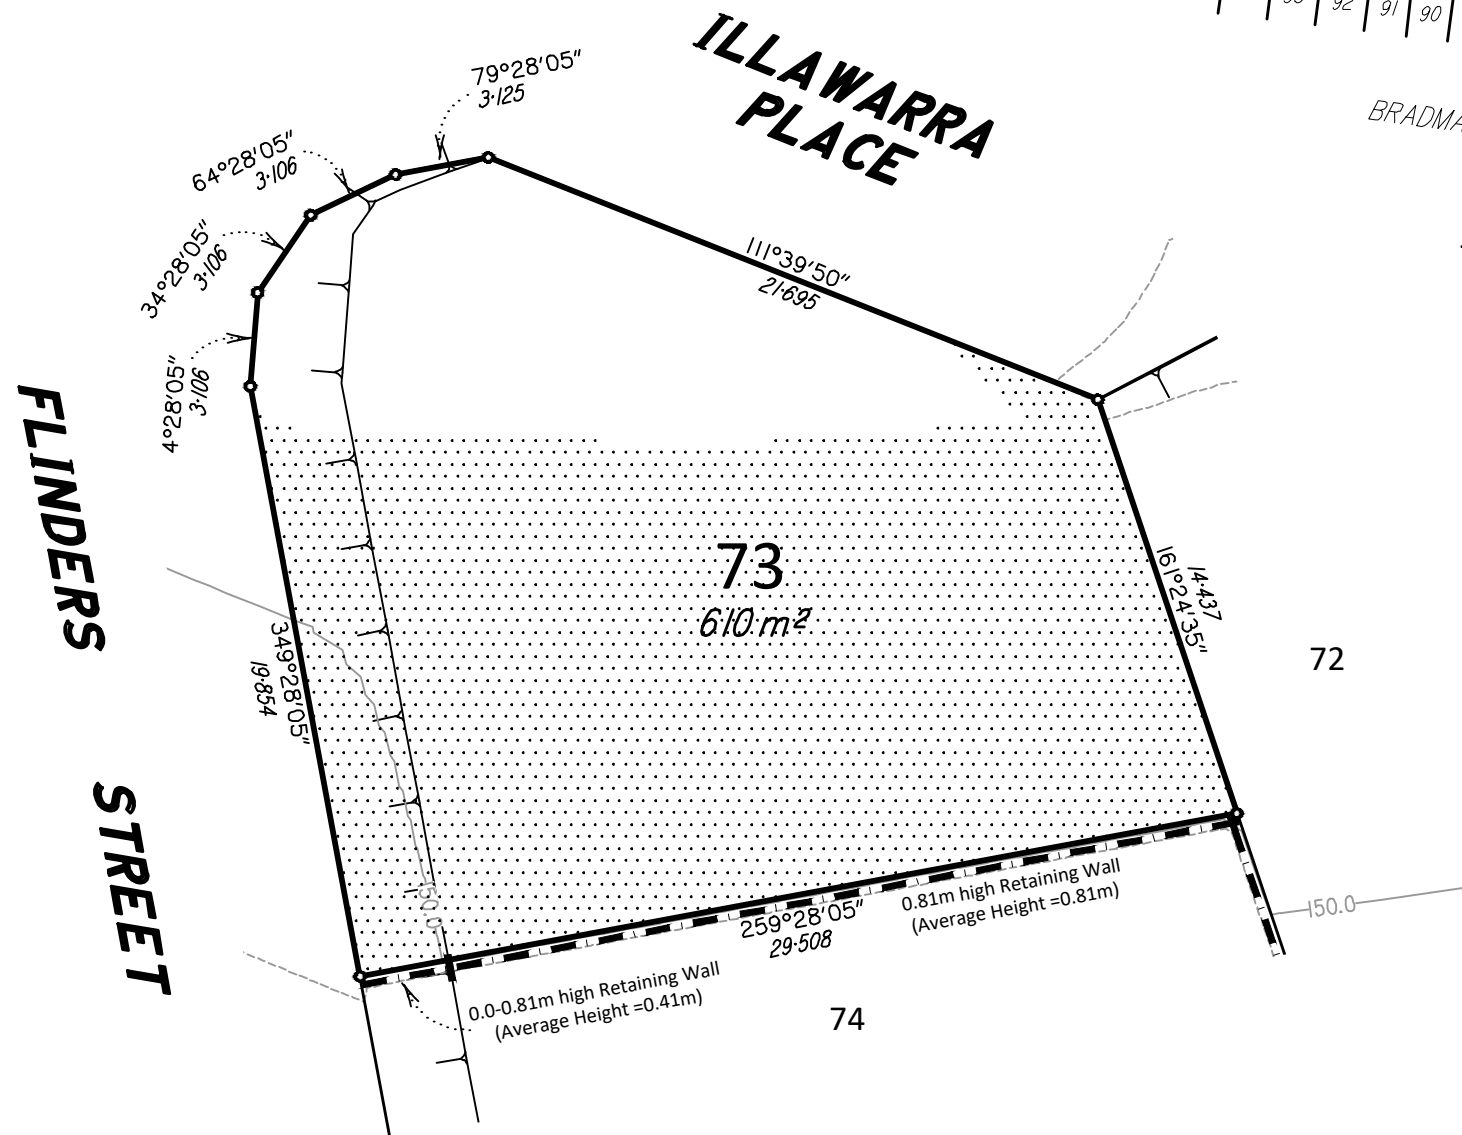 92
91
90
ILLAWARRA
PLACE
79°28'05"
3·125
64°28'05"
3·106
34°28'05"
3·106
4°28'05"
3·106
111°39'50"
21·695
FLINDERS
STREET
73
610 m²
161°24'35"
14·437
72
349°28'05"
19·854
150.0
259°28'05"
29·508
0.81m high Retaining Wall
(Average Height =0.81m)
150.0
0.0-0.81m high Retaining Wall
(Average Height =0.41m)
74